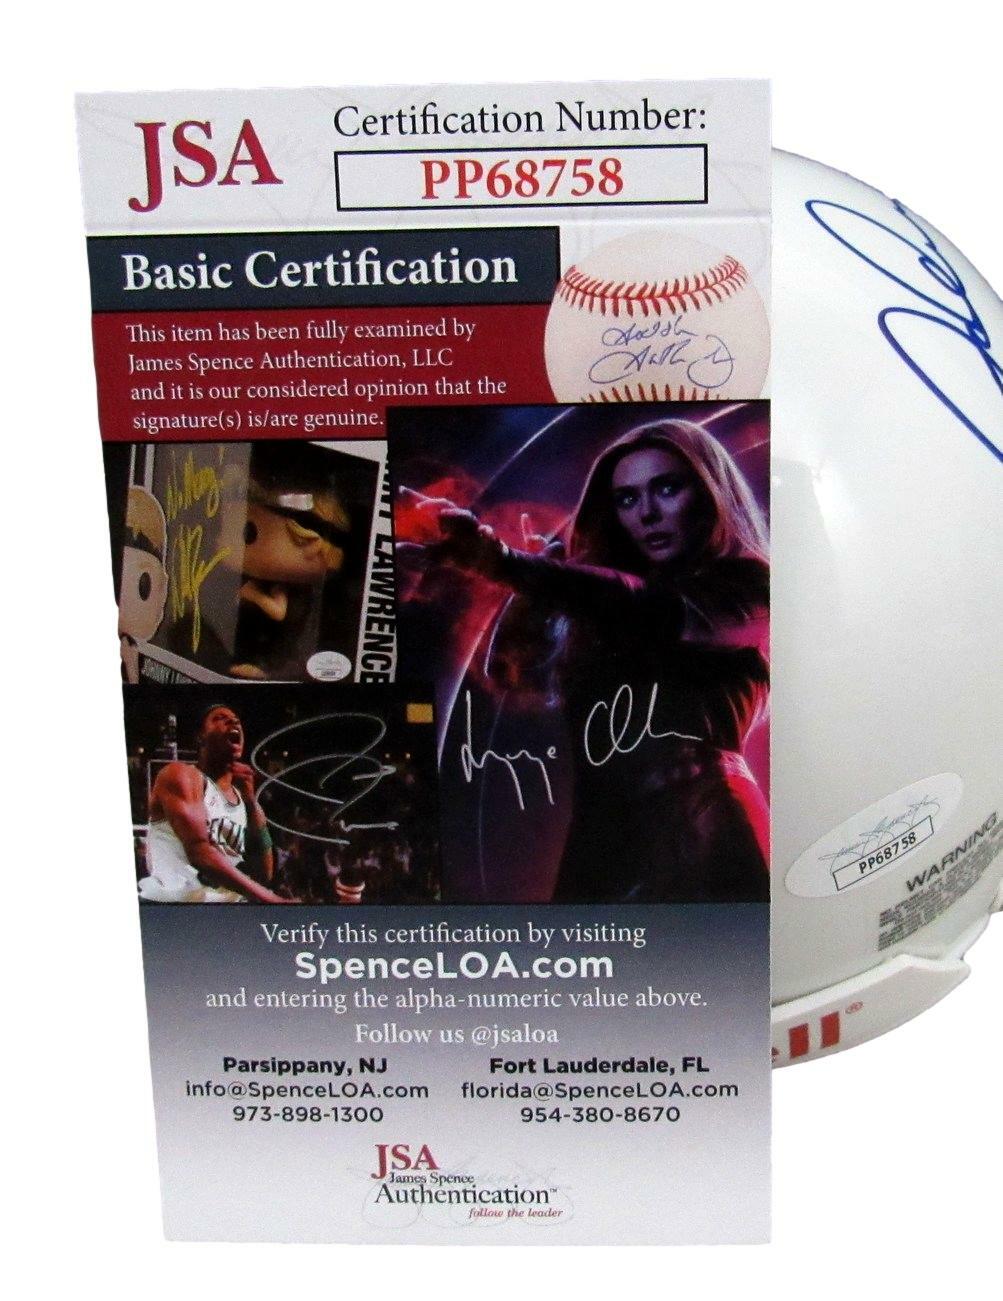 JSA
Certification Number:
PP68758
Basic Certification
This item has been fully examined by
James Spence Authentication, LLC
and it is our considered opinion that the
signature(s) is/are genuine.
LAWRENCE
Verify this certification by visiting
SpenceLOA.com
and entering the alpha-numeric value above.
Follow us @jsaloa
Parsippany, NJ
info@SpenceLOA.com
973-898-1300
Fort Lauderdale, FL
florida@SpenceLOA.com
954-380-8670
JSA
James Spence
Authentication™
follow the leader
PP68758
WARNING
ell®